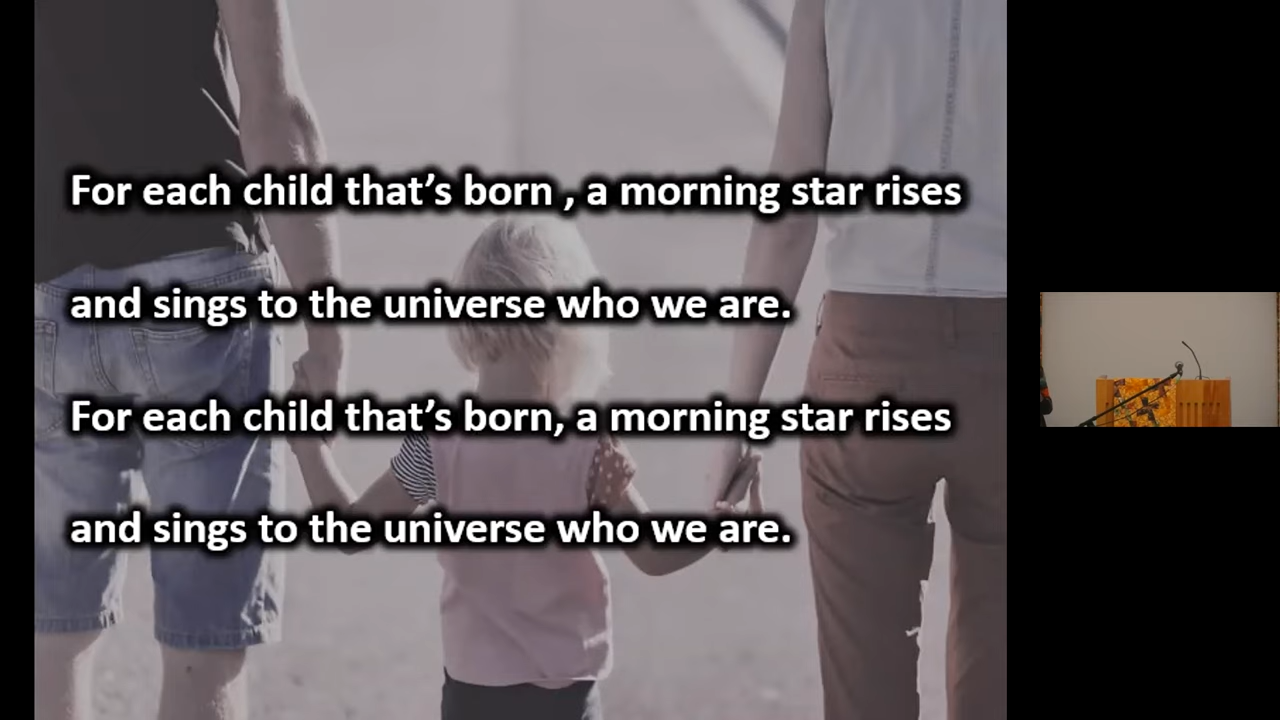 For each child that's born , a morning star rises
and sings to the universe who we are.
For each child that's born, a morning star rises
and sings to the universe who we are.